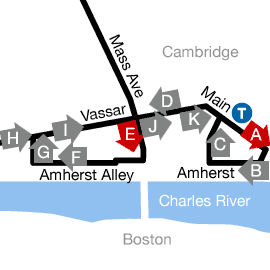 Mass Ave
Cambridge
Main
T
Vassar
D
A
H
I
E
J
K
G
F
C
B
Amherst Alley
Amherst
Charles River
Boston